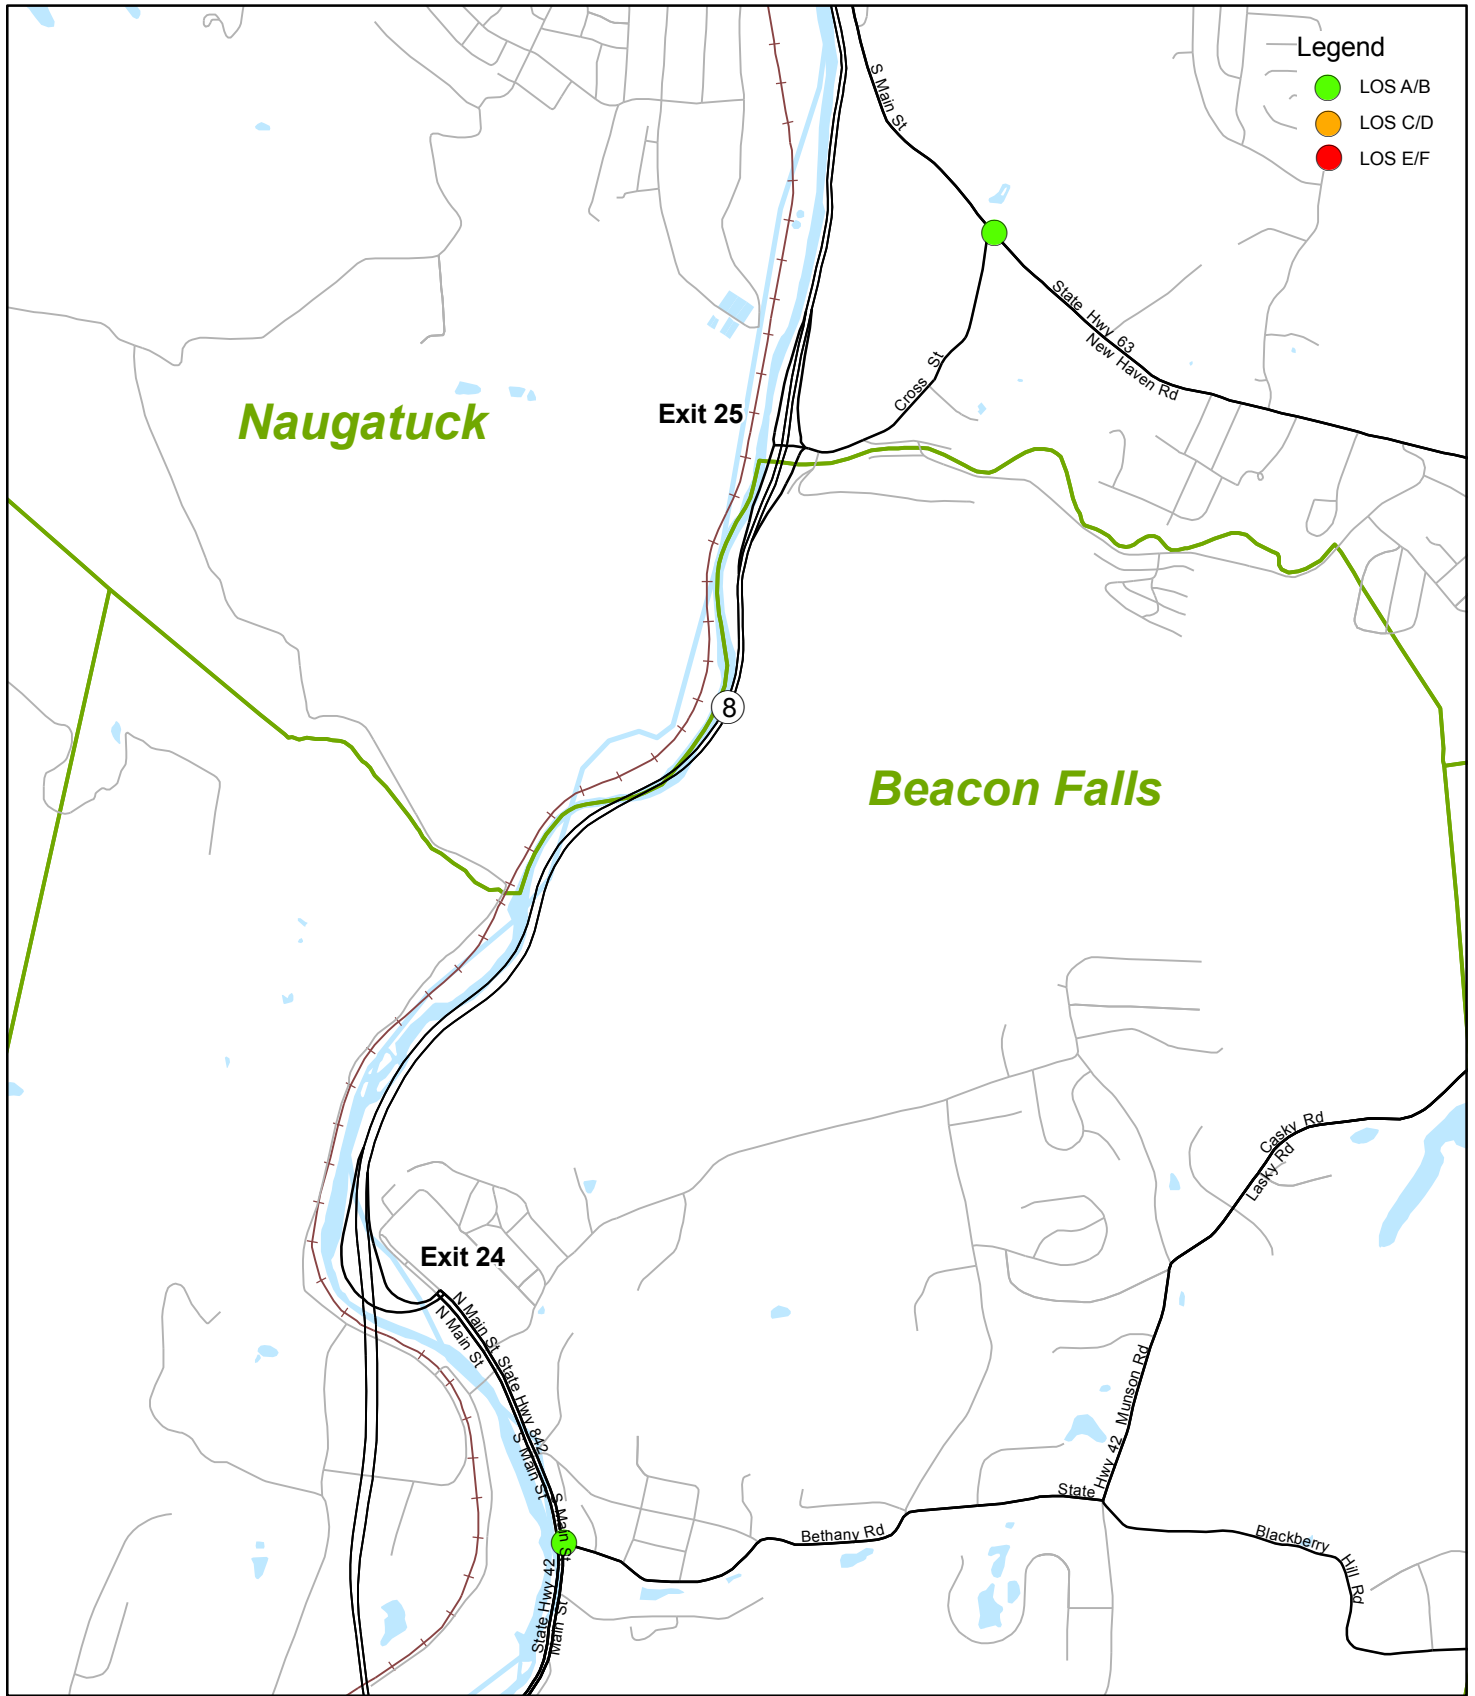 Legend
LOS A/B
LOS C/D
LOS E/F
S Main St
State Hwy 63
New Haven Rd
Cross St
Exit 25
Naugatuck
8
Beacon Falls
Casky Rd
Lasky Rd
Exit 24
N Main St State Hwy 842
N Main St
S Main St
S Main St
State Hwy 42 Munson Rd
Bethany Rd
Blackberry Hill Rd
State Hwy 42
Main St